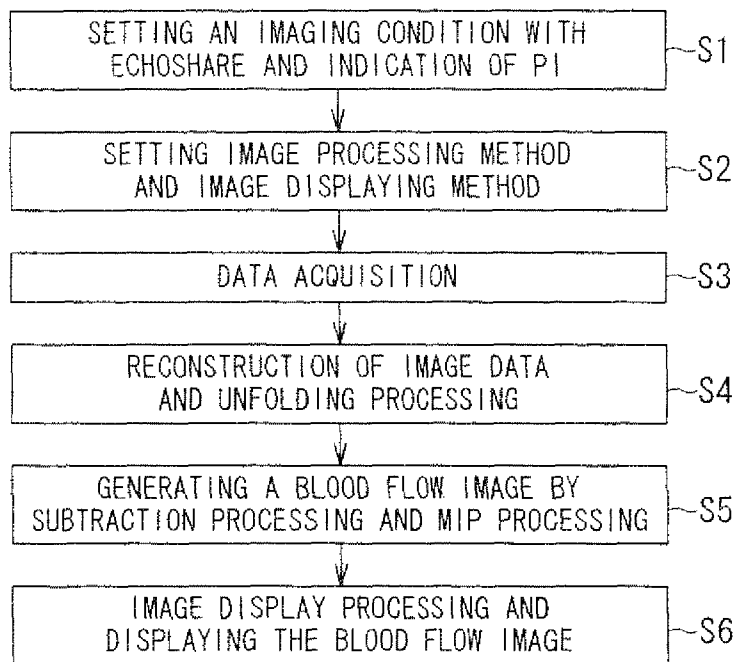 SETTING AN IMAGING CONDITION WITH
ECHOSHARE AND INDICATION OF PI
S1
SETTING IMAGE PROCESSING METHOD
AND IMAGE DISPLAYING METHOD
S2
DATA ACQUISITION
S3
RECONSTRUCTION OF IMAGE DATA
AND UNFOLDING PROCESSING
S4
GENERATING A BLOOD FLOW IMAGE BY
SUBTRACTION PROCESSING AND MIP PROCESSING
S5
IMAGE DISPLAY PROCESSING AND
DISPLAYING THE BLOOD FLOW IMAGE
S6